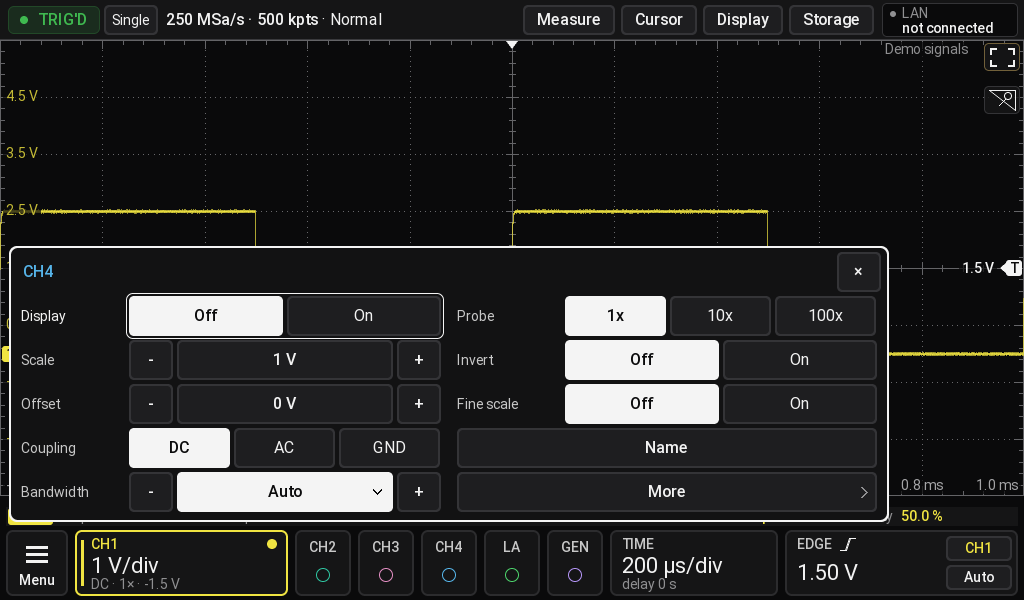 TRIG'D
Single
250 MSa/s · 500 kpts · Normal
Measure
Cursor
Display
Storage
LAN
not connected
Demo signals
4.5 V
3.5 V
2.5 V
1.5 V
T
CH4
×
Display
Off
On
Probe
1x
10x
100x
Scale
-
1 V
+
Invert
Off
On
Offset
-
0 V
+
Fine scale
Off
On
Coupling
DC
AC
GND
Name
Bandwidth
-
Auto
+
More
0.8 ms
1.0 ms
50.0 %
Menu
CH1
1 V/div
DC · 1× · -1.5 V
CH2
CH3
CH4
LA
GEN
TIME
200 µs/div
delay 0 s
EDGE
1.50 V
CH1
Auto